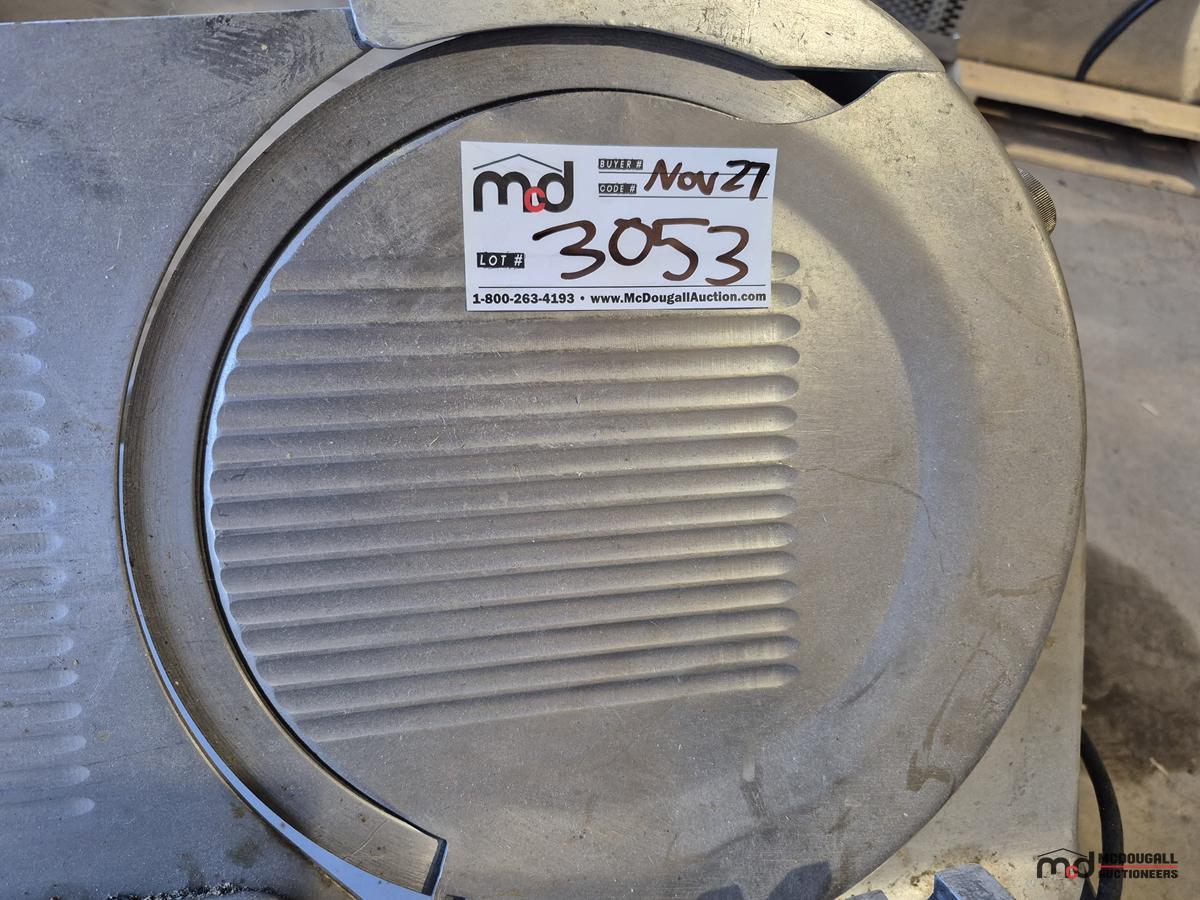 mcd
BUYER #
CODE # Nov 27
LOT # 3053
1-800-263-4193 • www.McDougallAuction.com
mcd MCDOUGALL
AUCTIONEERS